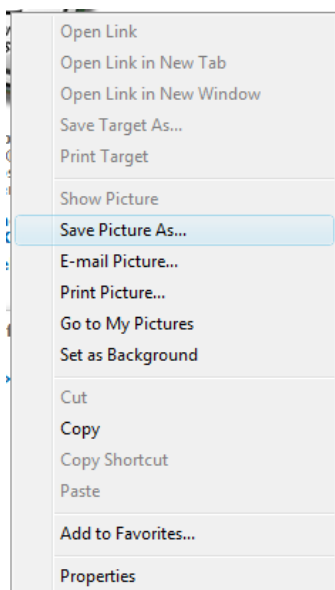 Open Link
Open Link in New Tab
Open Link in New Window
Save Target As...
Print Target
Show Picture
Save Picture As...
E-mail Picture...
Print Picture...
Go to My Pictures
Set as Background
Cut
Copy
Copy Shortcut
Paste
Add to Favorites...
Properties